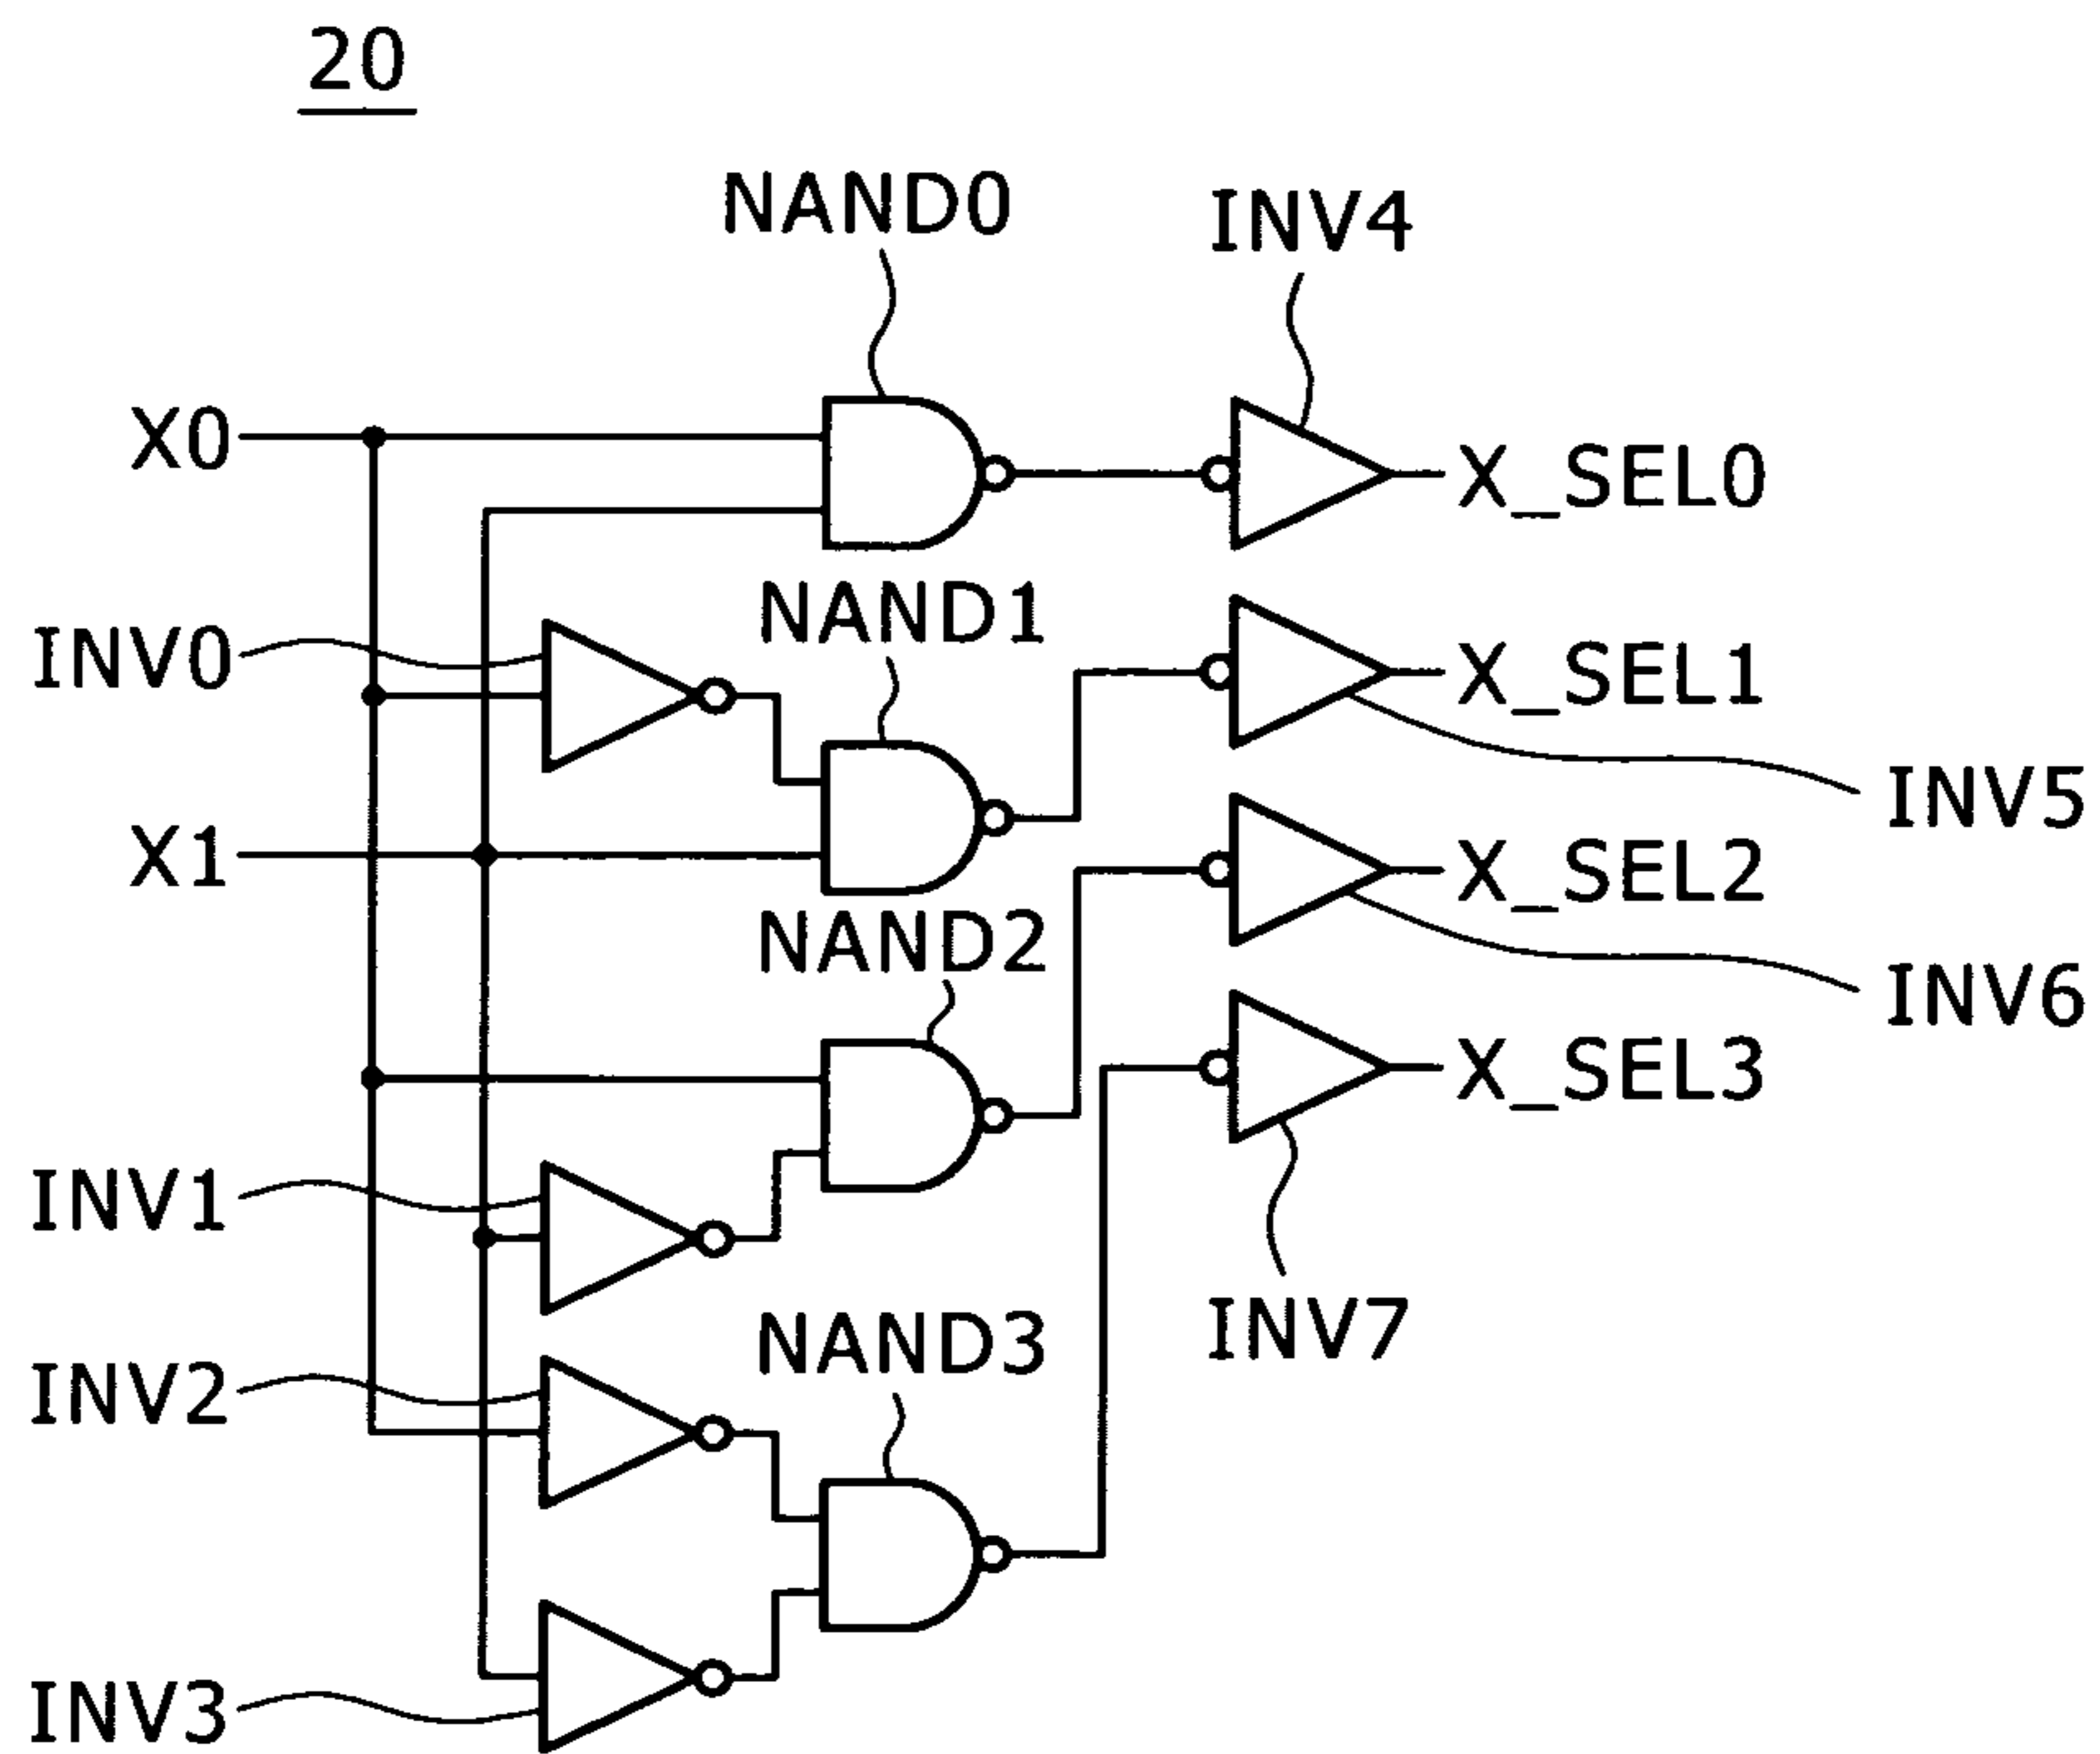 20
NAND0
INV4
X0
X_SEL0
NAND1
INV0
X_SEL1
INV5
X1
X_SEL2
NAND2
INV6
X_SEL3
INV1
INV7
NAND3
INV2
INV3